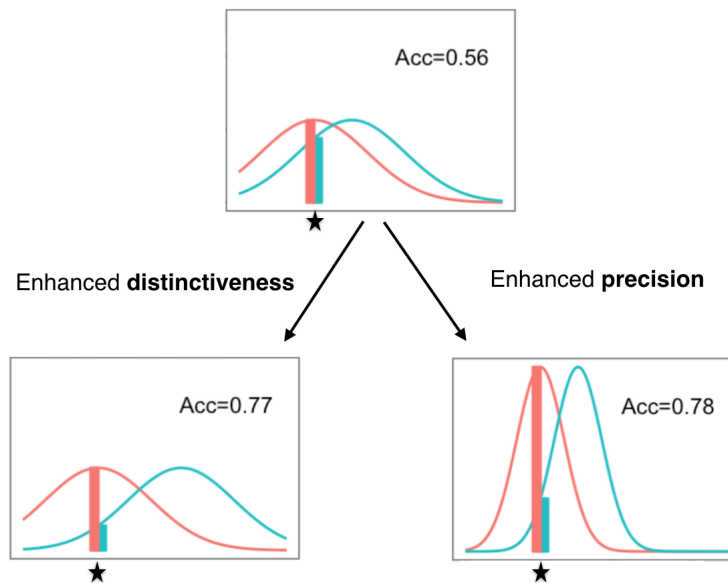 Acc=0.56
Enhanced distinctiveness
Enhanced precision
Acc=0.77
Acc=0.78